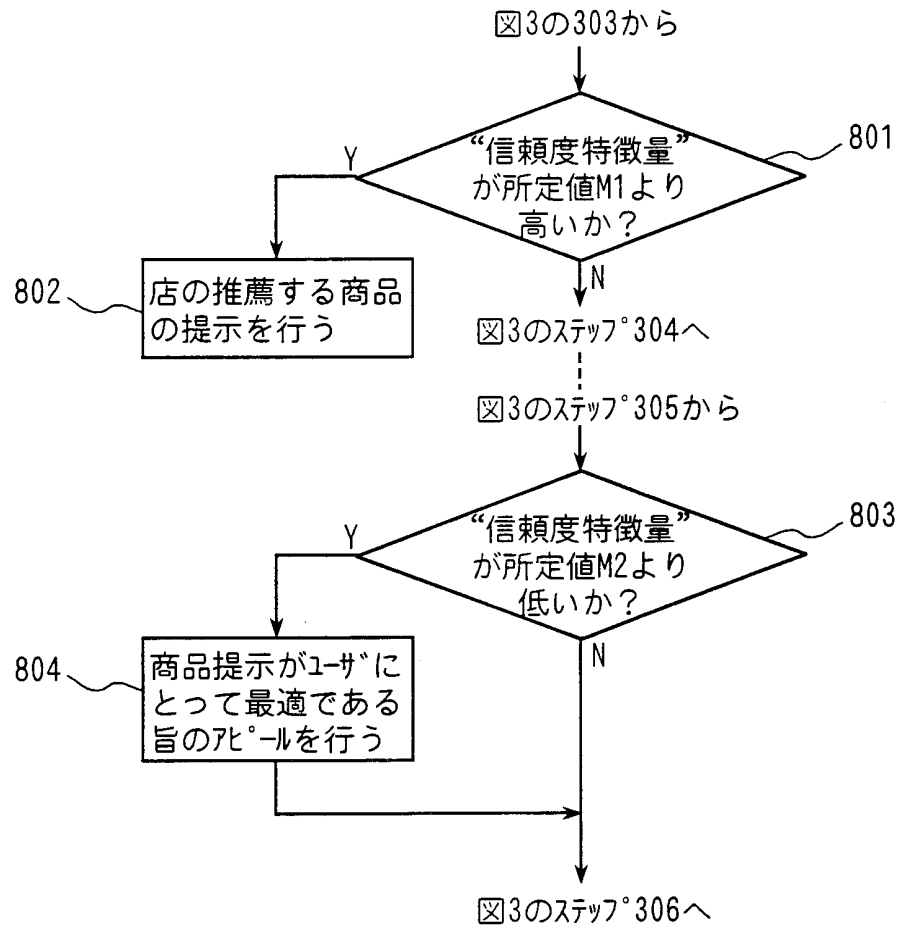 図3の303から
“信頼度特徴量”
が所定値M1より
高いか？
801
Y
N
802
店の推薦する商品
の提示を行う
図3のｽﾃｯﾌﾟ304へ
図3のｽﾃｯﾌﾟ305から
“信頼度特徴量”
が所定値M2より
低いか？
803
Y
N
804
商品提示がﾕｰｻﾞに
とって最適である
旨のｱﾋﾟｰﾙを行う
図3のｽﾃｯﾌﾟ306へ